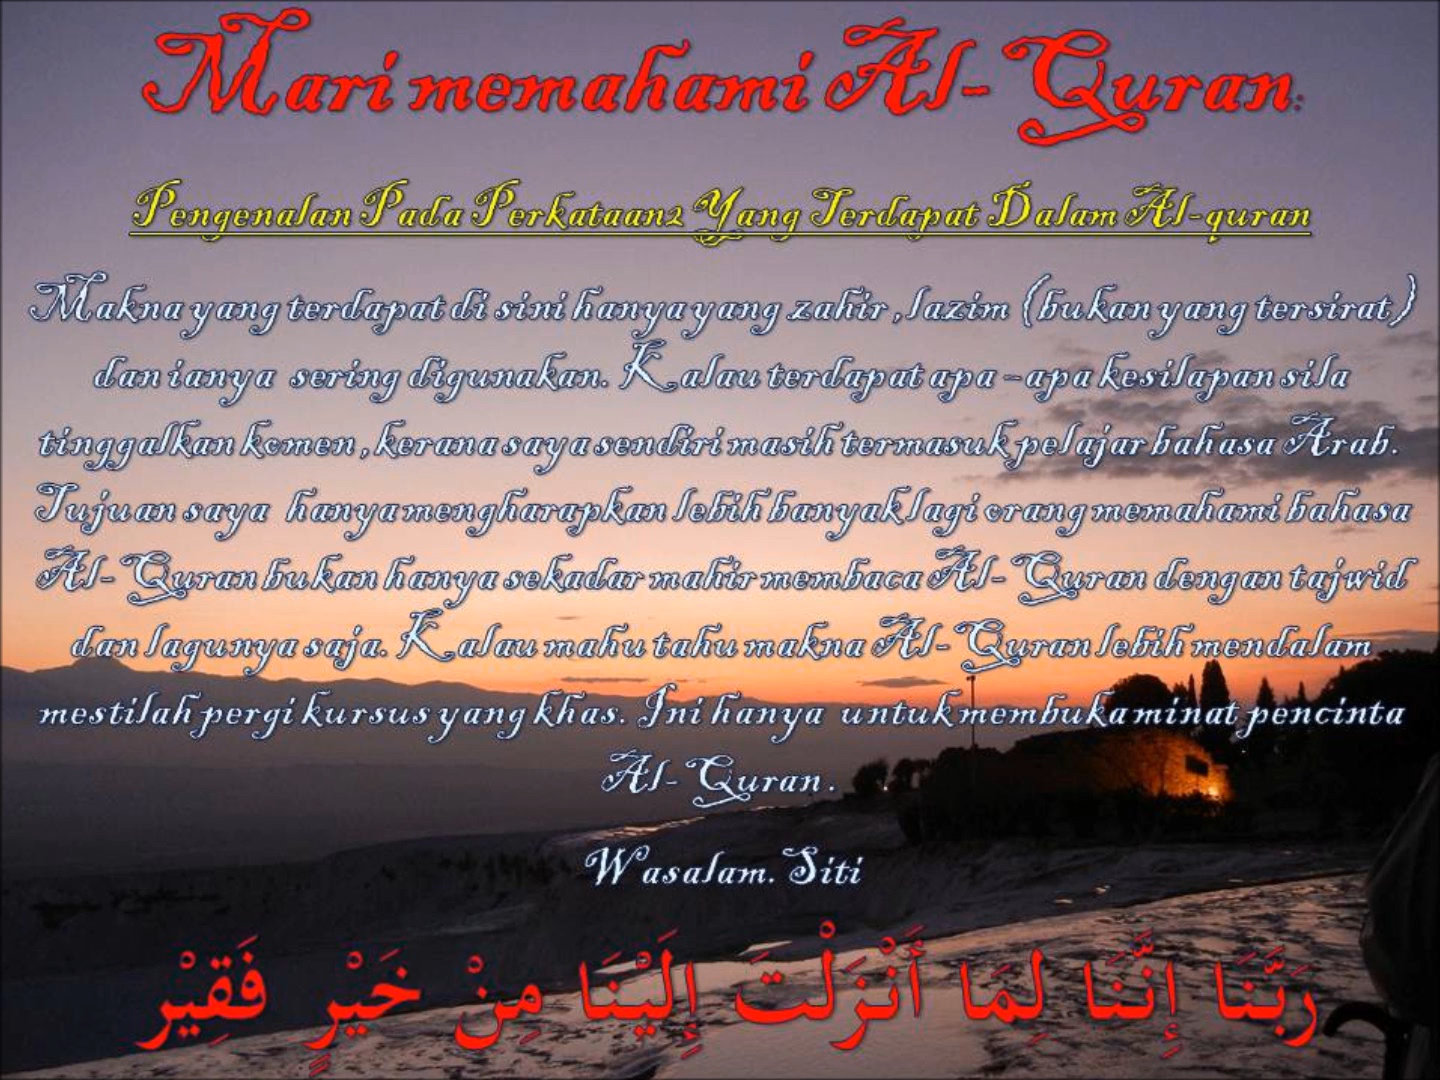 Mari memahami Al-Quran:
Pengenalan Pada Perkataan2 Yang Terdapat Dalam Al-quran
Makna yang terdapat di sini hanya yang zahir , lazim (bukan yang tersirat)
dan ianya sering digunakan. Kalau terdapat apa –apa kesilapan sila
tinggalkan komen , kerana saya sendiri masih termasuk pelajar bahasa Arab.
Tujuan saya hanya mengharapkan lebih banyak lagi orang memahami bahasa
Al-Quran bukan hanya sekadar mahir membaca Al-Quran dengan tajwid
dan lagunya saja. Kalau mahu tahu makna Al-Quran lebih mendalam
mestilah pergi kursus yang khas. Ini hanya untuk membuka minat pencinta
Al-Quran .
Wasalam. Siti
رَبَّنَا إِنَّنَا لِمَا أَنْزَلْتَ إِلَيْنَا مِنْ خَيْرٍ فَقِيْر